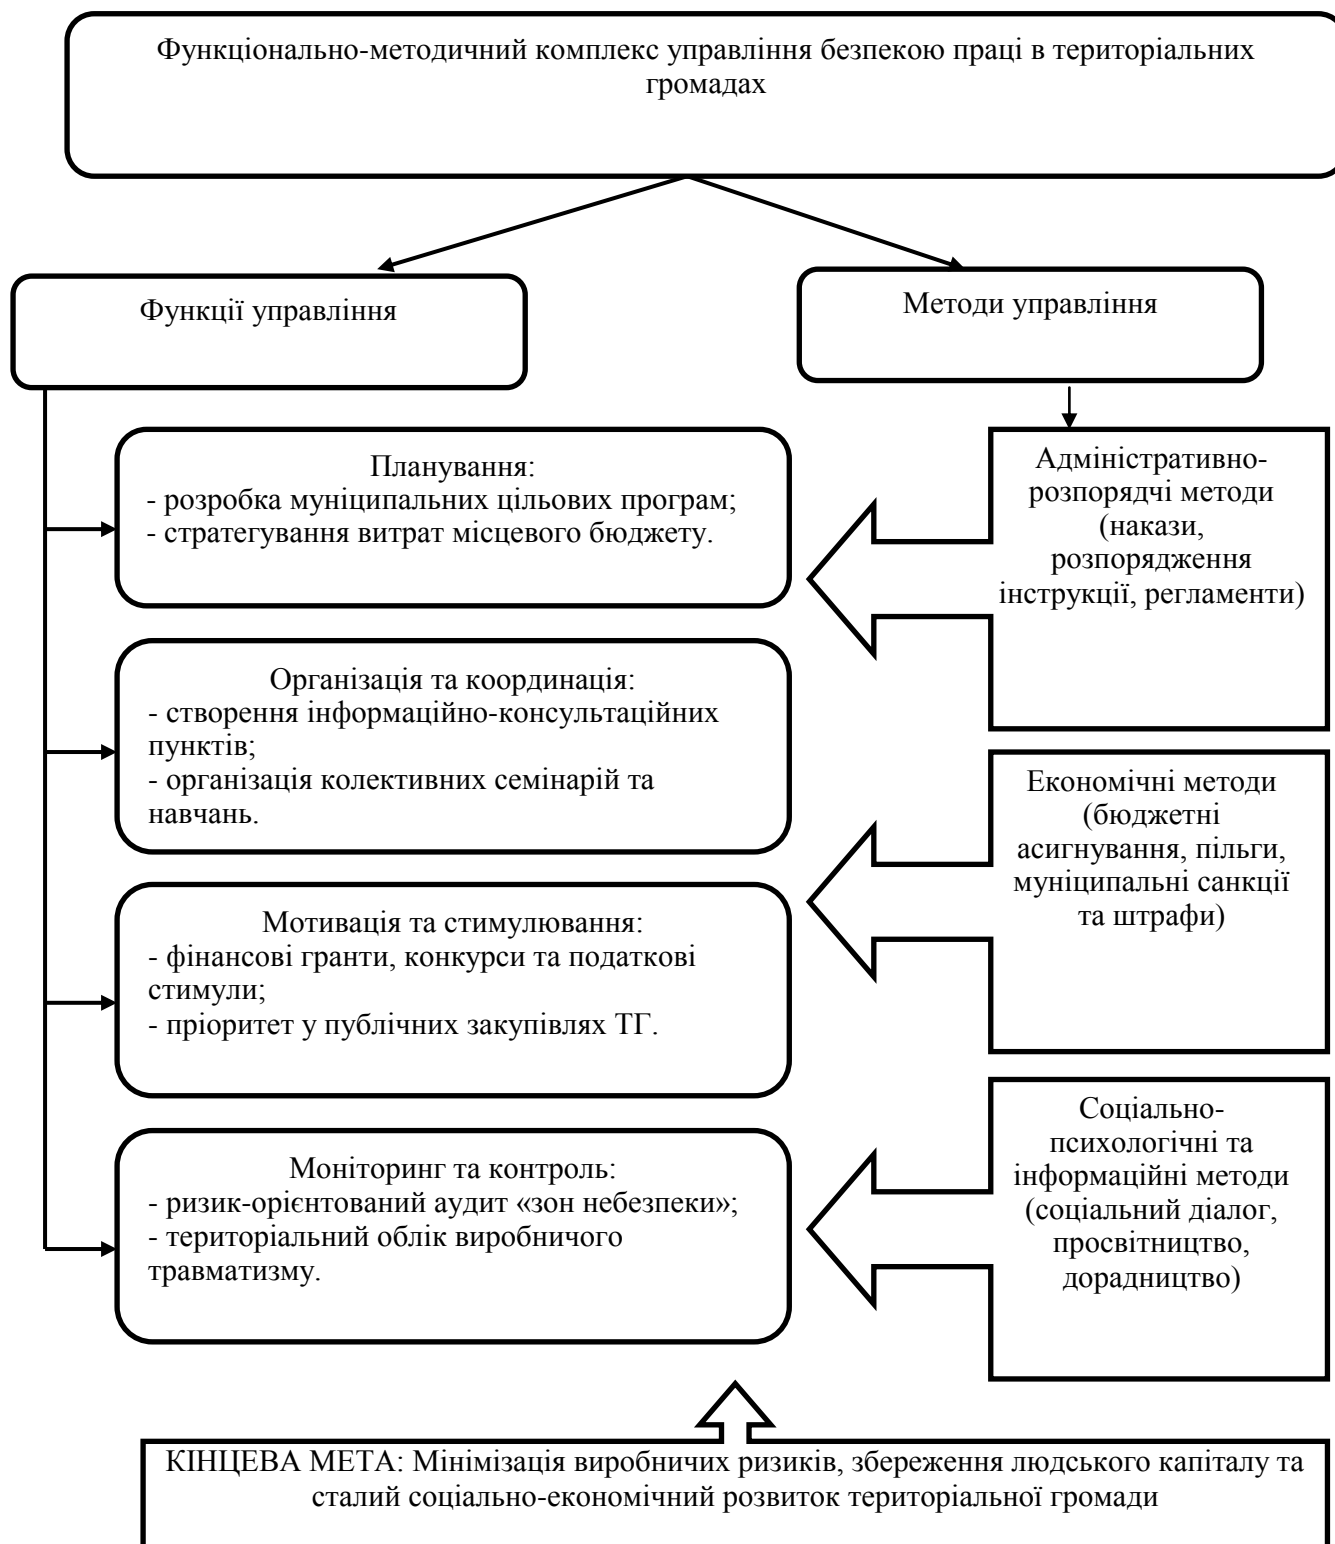 Функціонально-методичний комплекс управління безпекою праці в територіальних
громадах
Функції управління
Методи управління
Планування:
- розробка муніципальних цільових програм;
- стратегування витрат місцевого бюджету.
Організація та координація:
- створення інформаційно-консультаційних
пунктів;
- організація колективних семінарій та
навчань.
Мотивація та стимулювання:
- фінансові гранти, конкурси та податкові
стимули;
- пріоритет у публічних закупівлях ТГ.
Моніторинг та контроль:
- ризик-орієнтований аудит «зон небезпеки»;
- територіальний облік виробничого
травматизму.
Адміністративно-
розпорядчі методи
(накази,
розпорядження
інструкції, регламенти)
Економічні методи
(бюджетні
асигнування, пільги,
муніципальні санкції
та штрафи)
Соціально-
психологічні та
інформаційні методи
(соціальний діалог,
просвітництво,
дорадництво)
КІНЦЕВА МЕТА: Мінімізація виробничих ризиків, збереження людського капіталу та
сталий соціально-економічний розвиток територіальної громади